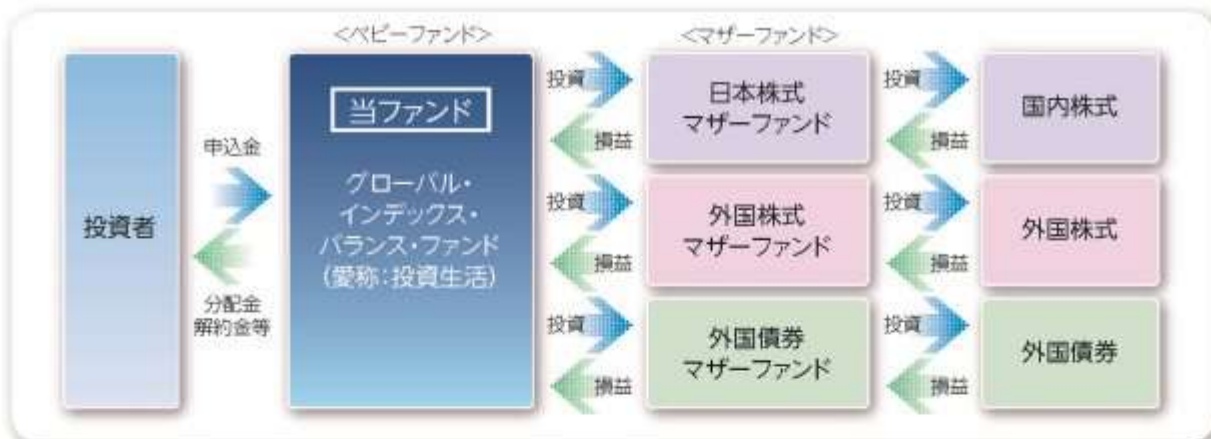 <ベビーファンド>
<マザーファンド>
投資者
申込金
分配金
解約金等
当ファンド
グローバル・
インデックス・
バランス・ファンド
(愛称:投資生活)
投資
損益
日本株式
マザーファンド
投資
損益
国内株式
投資
損益
外国株式
マザーファンド
投資
損益
外国株式
投資
損益
外国債券
マザーファンド
投資
損益
外国債券